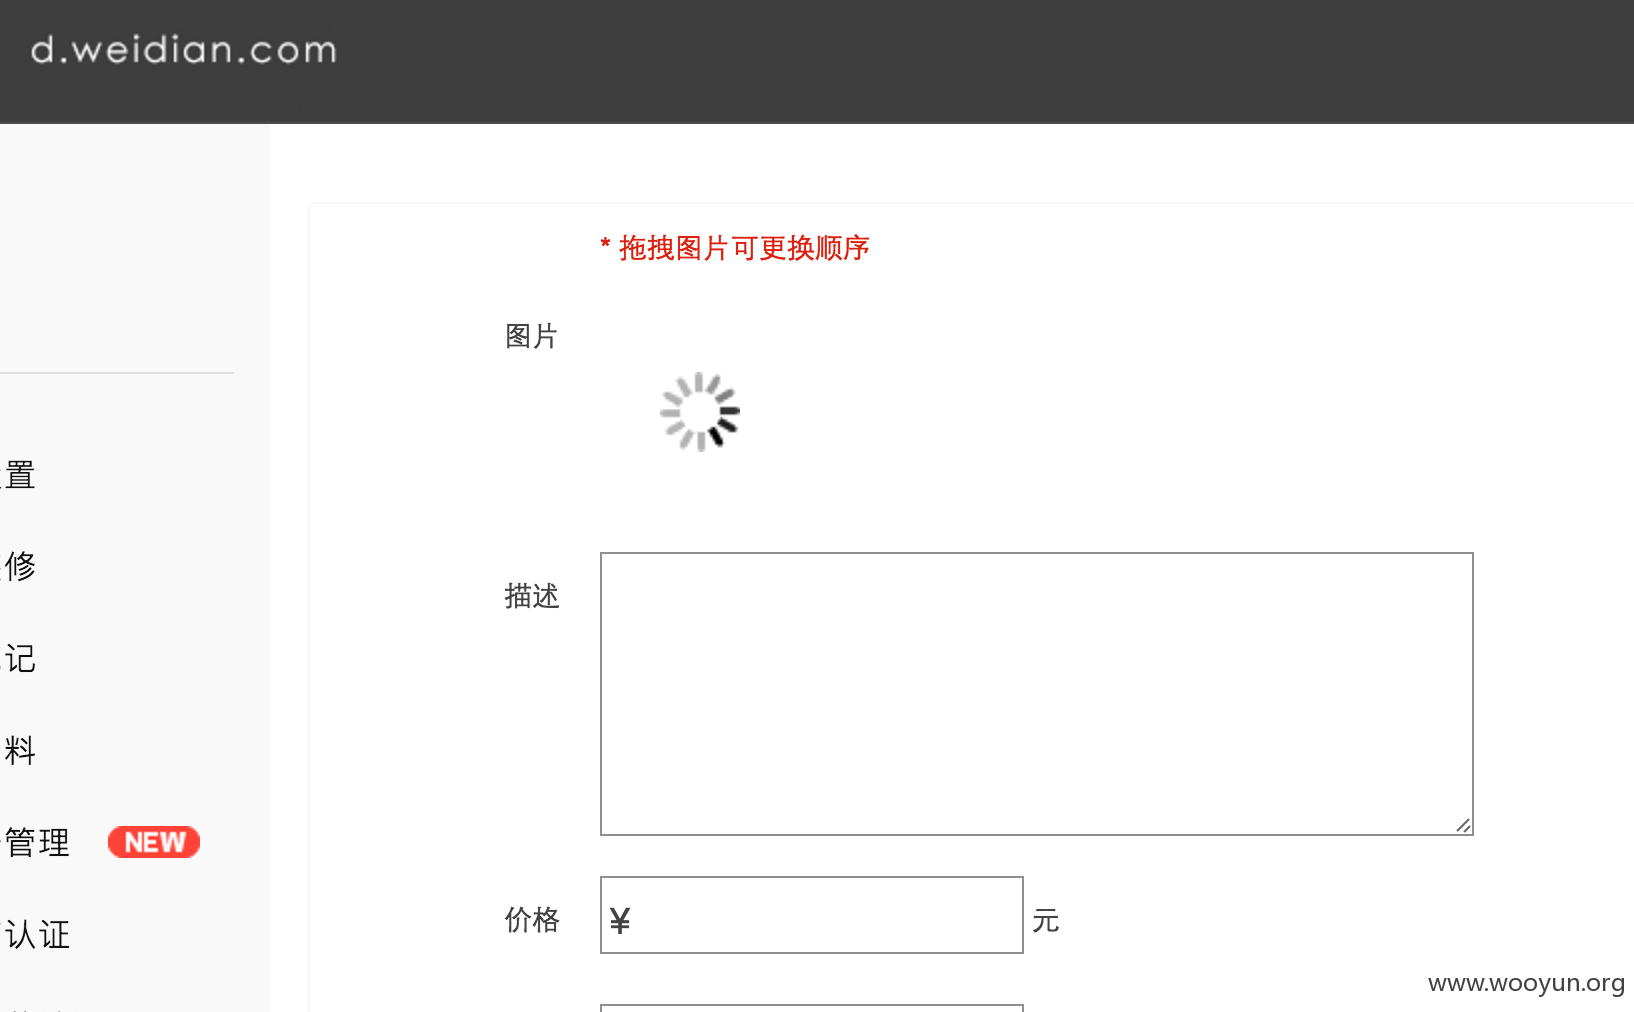 d.weidian.com
* 拖拽图片可更换顺序
图片
置
修
描述
记
料
管理 NEW
价格 ¥ 元
认证
www.wooyun.org